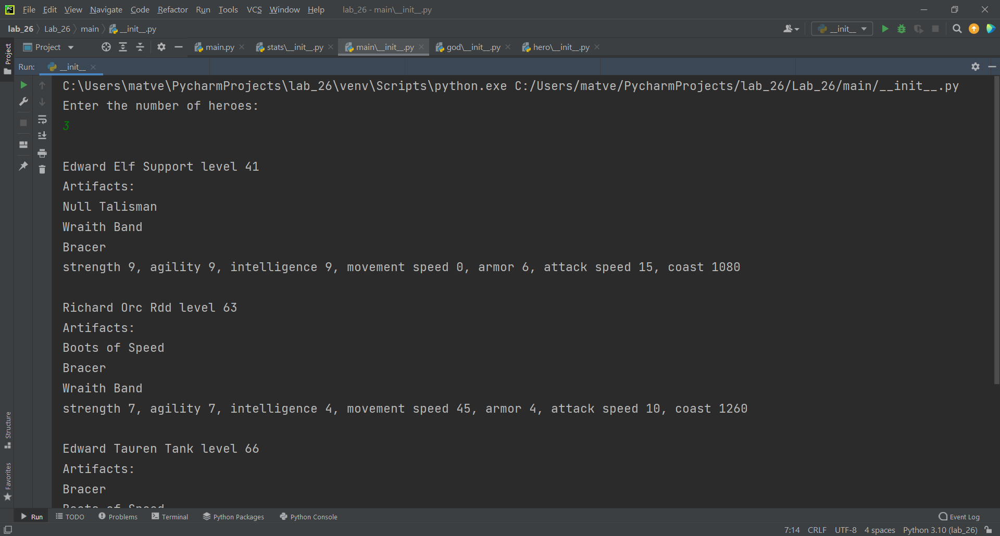 File Edit View Navigate Code Refactor Run Tools VCS Window Help lab_26 - main\__init__.py
lab_26 Lab_26 main __init__.py __init__
Project main.py stats\__init__.py main\__init__.py god\__init__.py hero\__init__.py
Project
Run: __init__
C:\Users\matve\PycharmProjects\lab_26\venv\Scripts\python.exe C:/Users/matve/PycharmProjects/lab_26/Lab_26/main/__init__.py
Enter the number of heroes:
3
Edward Elf Support level 41
Artifacts:
Null Talisman
Wraith Band
Bracer
strength 9, agility 9, intelligence 9, movement speed 0, armor 6, attack speed 15, coast 1080
Richard Orc Rdd level 63
Artifacts:
Boots of Speed
Bracer
Wraith Band
strength 7, agility 7, intelligence 4, movement speed 45, armor 4, attack speed 10, coast 1260
Edward Tauren Tank level 66
Artifacts:
Bracer
Boots of Speed
Structure
Favorites
Run TODO Problems Terminal Python Packages Python Console Event Log
7:14 CRLF UTF-8 4 spaces Python 3.10 (lab_26)